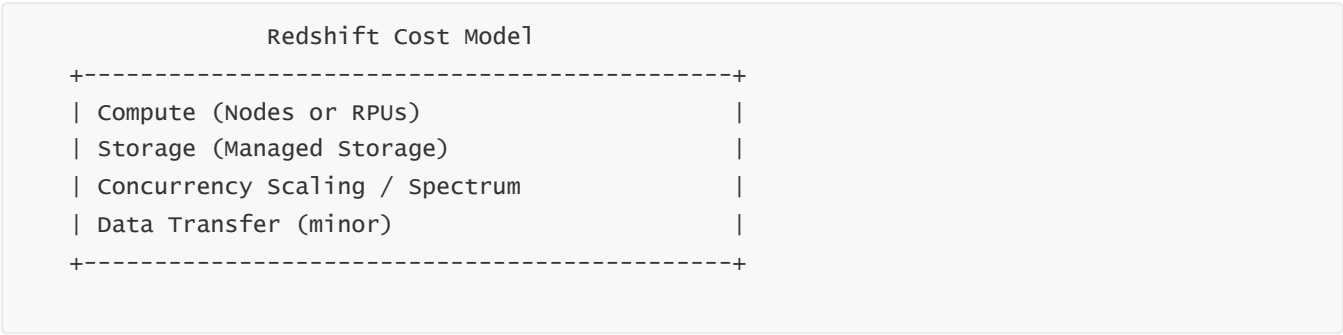 Redshift Cost Model
+----------------------------------------------+
| Compute (Nodes or RPUs) |
| Storage (Managed Storage) |
| Concurrency Scaling / Spectrum |
| Data Transfer (minor) |
+----------------------------------------------+